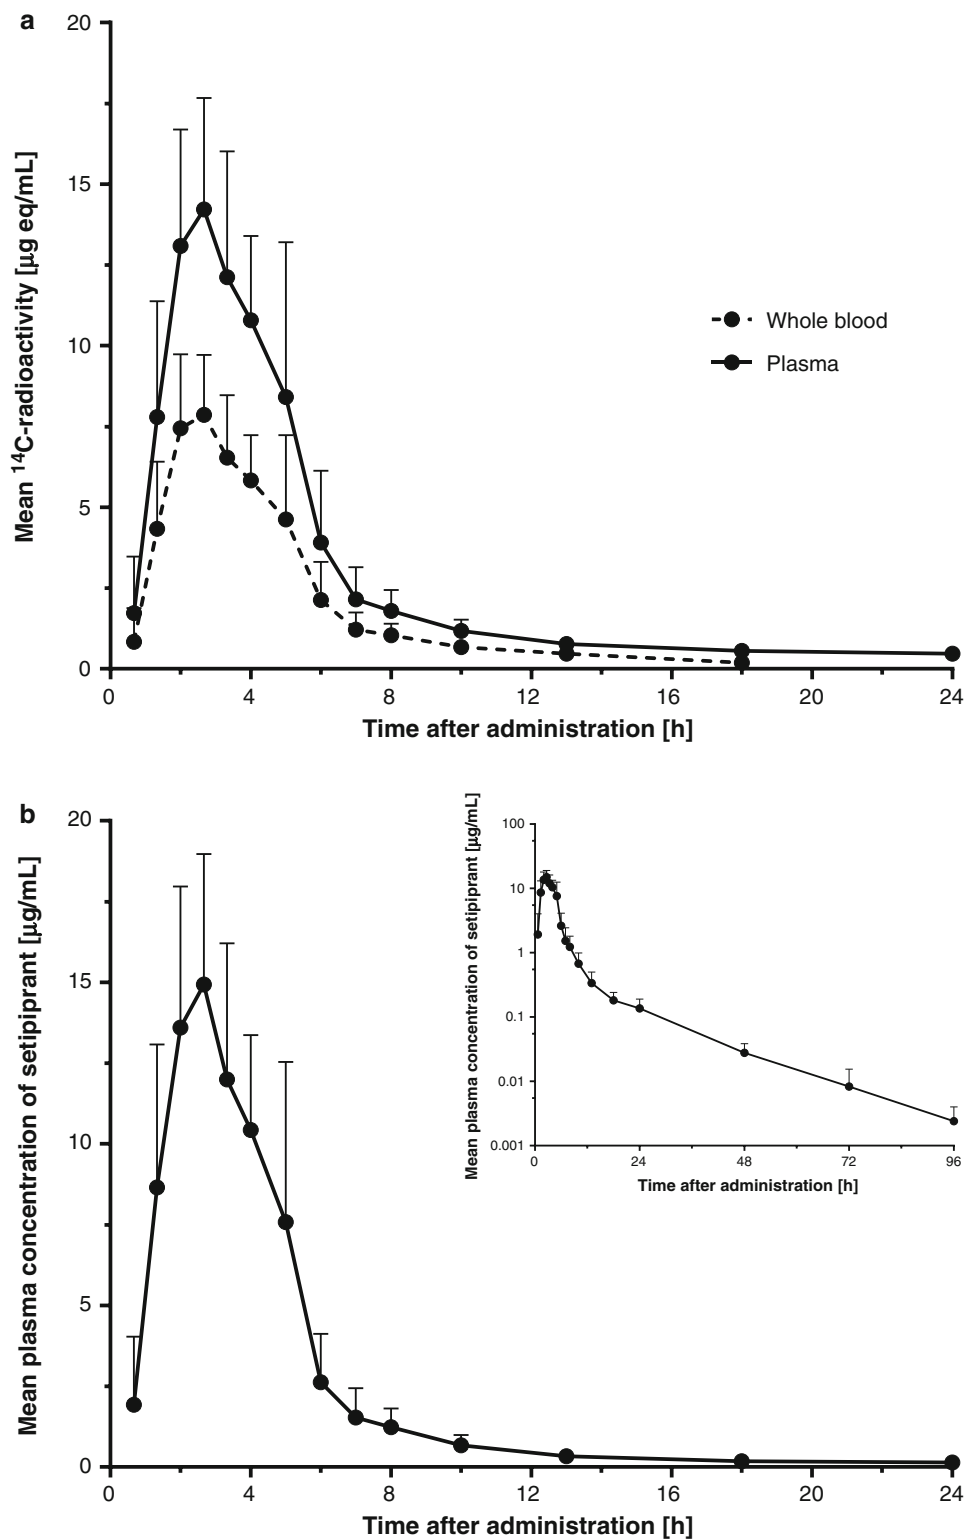 a
20
15
10
5
0
Mean ¹⁴C-radioactivity [µg eq/mL]
Whole blood
Plasma
0 4 8 12 16 20 24
Time after administration [h]
b
20
15
10
5
0
Mean plasma concentration of setipiprant [µg/mL]
100
10
1
0.1
0.01
0.001
Mean plasma concentration of setipiprant [µg/mL]
0 24 48 72 96
Time after administration [h]
0 4 8 12 16 20 24
Time after administration [h]